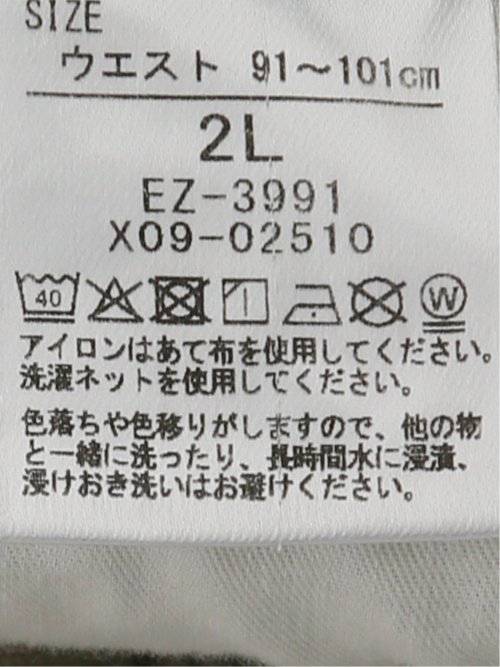 SIZE
ウエスト 91〜101cm
2L
EZ-3991
X09-02510
40
W
アイロンはあて布を使用してください。
洗濯ネットを使用してください。
色落ちや色移りがしますので、他の物
と一緒に洗ったり、長時間水に浸漬、
浸けおき洗いはお避けください。